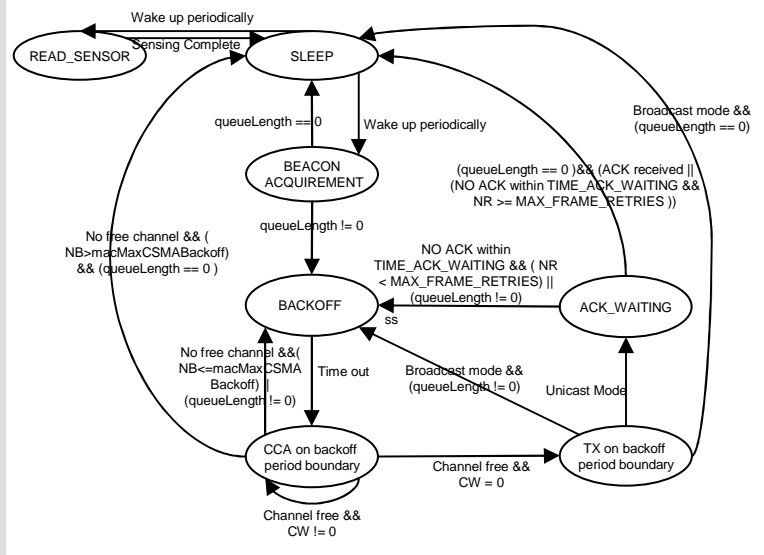 Wake up periodically
READ_SENSOR
Sensing Complete
SLEEP
Broadcast mode &&
(queueLength == 0)
queueLength == 0
Wake up periodically
BEACON
ACQUIREMENT
(queueLength == 0 )&& (ACK received ||
(NO ACK within TIME_ACK_WAITING &&
NR >= MAX_FRAME_RETRIES ))
queueLength != 0
No free channel && (
NB>macMaxCSMABackoff)
&& (queueLength == 0 )
NO ACK within
TIME_ACK_WAITING && ( NR
< MAX_FRAME_RETRIES) ||
(queueLength != 0)
BACKOFF
ACK_WAITING
ss
No free channel &&(
NB<=macMaxCSMA
Backoff) ||
(queueLength != 0)
Time out
Broadcast mode &&
(queueLength != 0)
Unicast Mode
CCA on backoff
period boundary
TX on backoff
period boundary
Channel free &&
CW = 0
Channel free &&
CW != 0